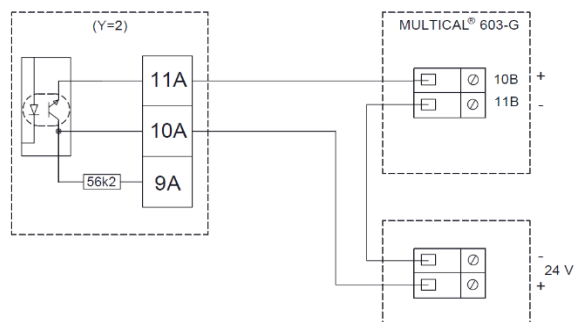 (Y=2)
MULTICAL® 603-G
11A
10B +
11B -
10A
56k2 9A
-
24 V
+